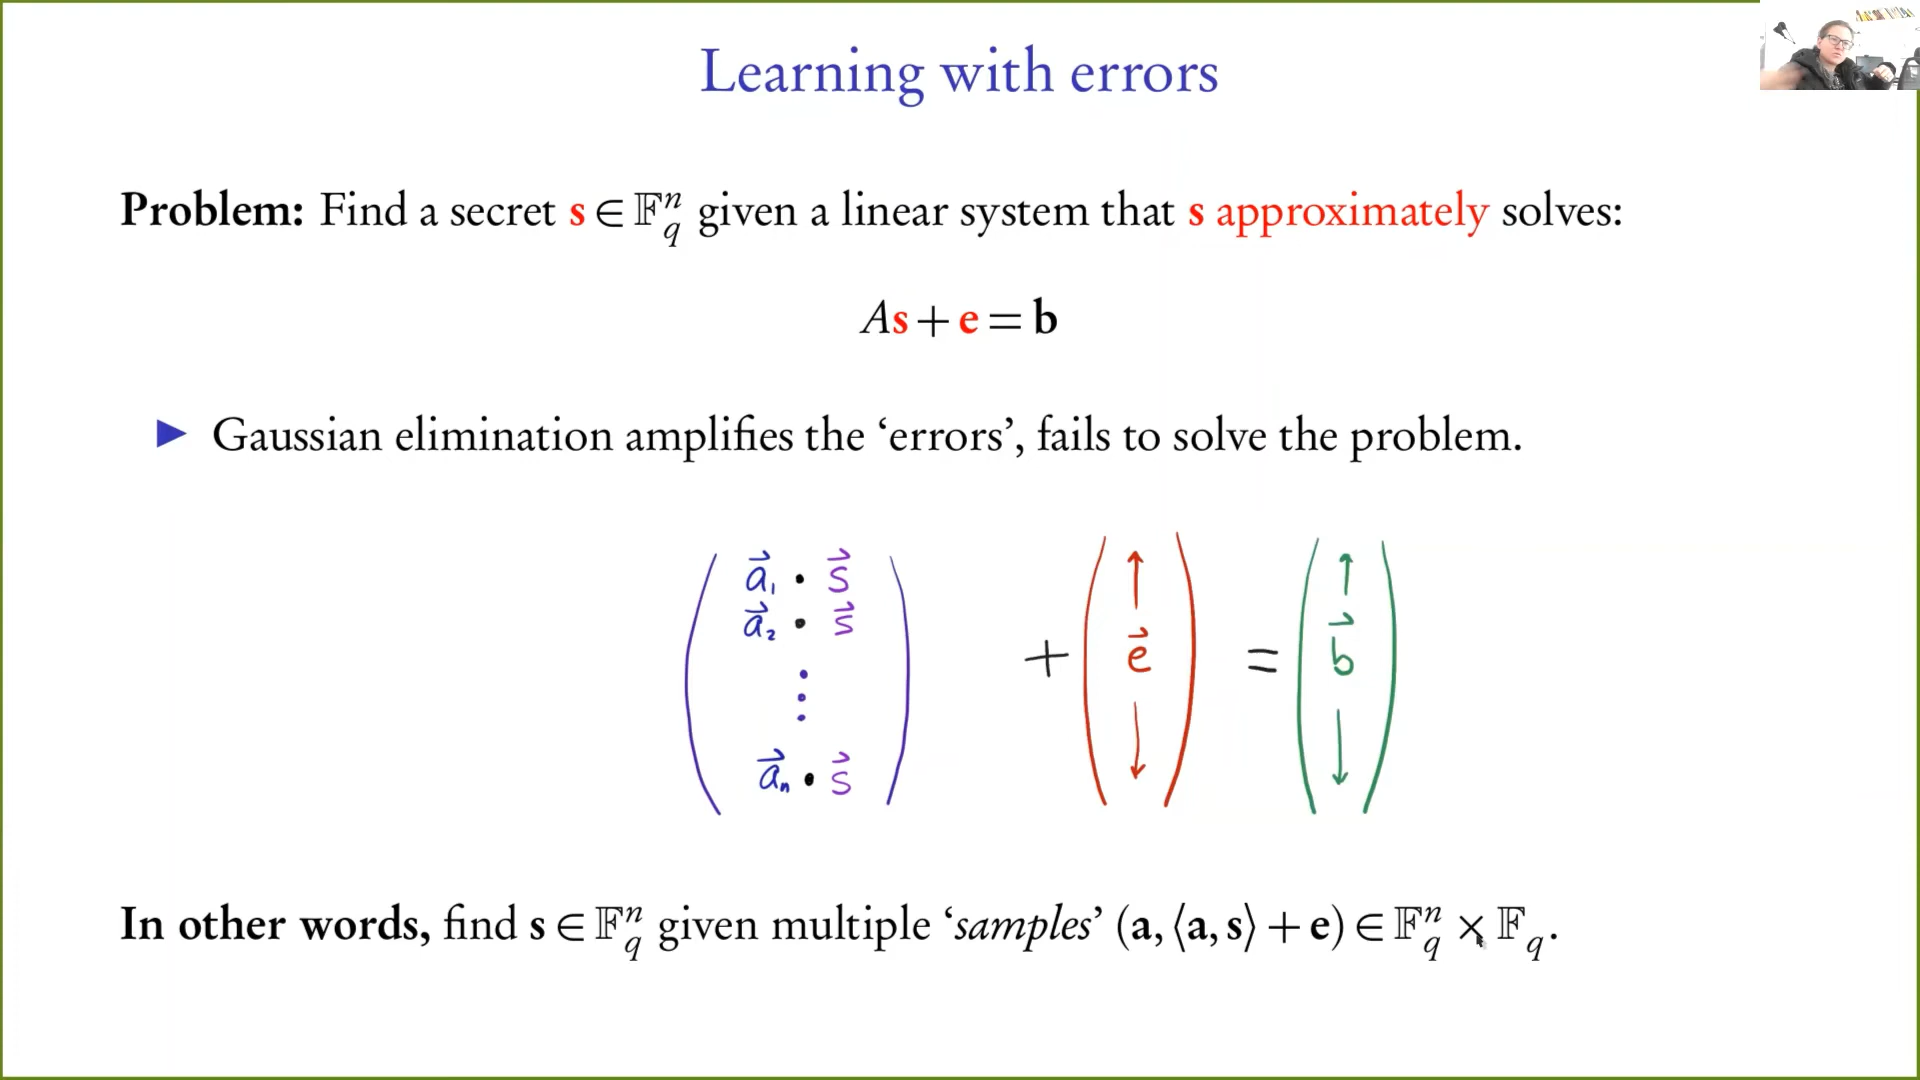 Learning with errors
Problem: Find a secret s ∈ 𝔽_q^n given a linear system that s approximately solves:
As + e = b
▶ Gaussian elimination amplifies the ‘errors’, fails to solve the problem.
( a⃗₁ · s⃗
a⃗₂ · s⃗
⋮
a⃗ₙ · s⃗ ) + ( ↑ e⃗ ↓ ) = ( ↑ b⃗ ↓ )
In other words, find s ∈ 𝔽_q^n given multiple ‘samples’ (a, ⟨a, s⟩ + e) ∈ 𝔽_q^n × 𝔽_q.